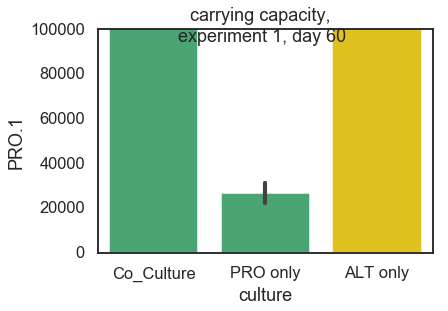 carrying capacity,
experiment 1, day 60
100000
80000
60000
40000
20000
0
PRO.1
Co_Culture
PRO only
ALT only
culture